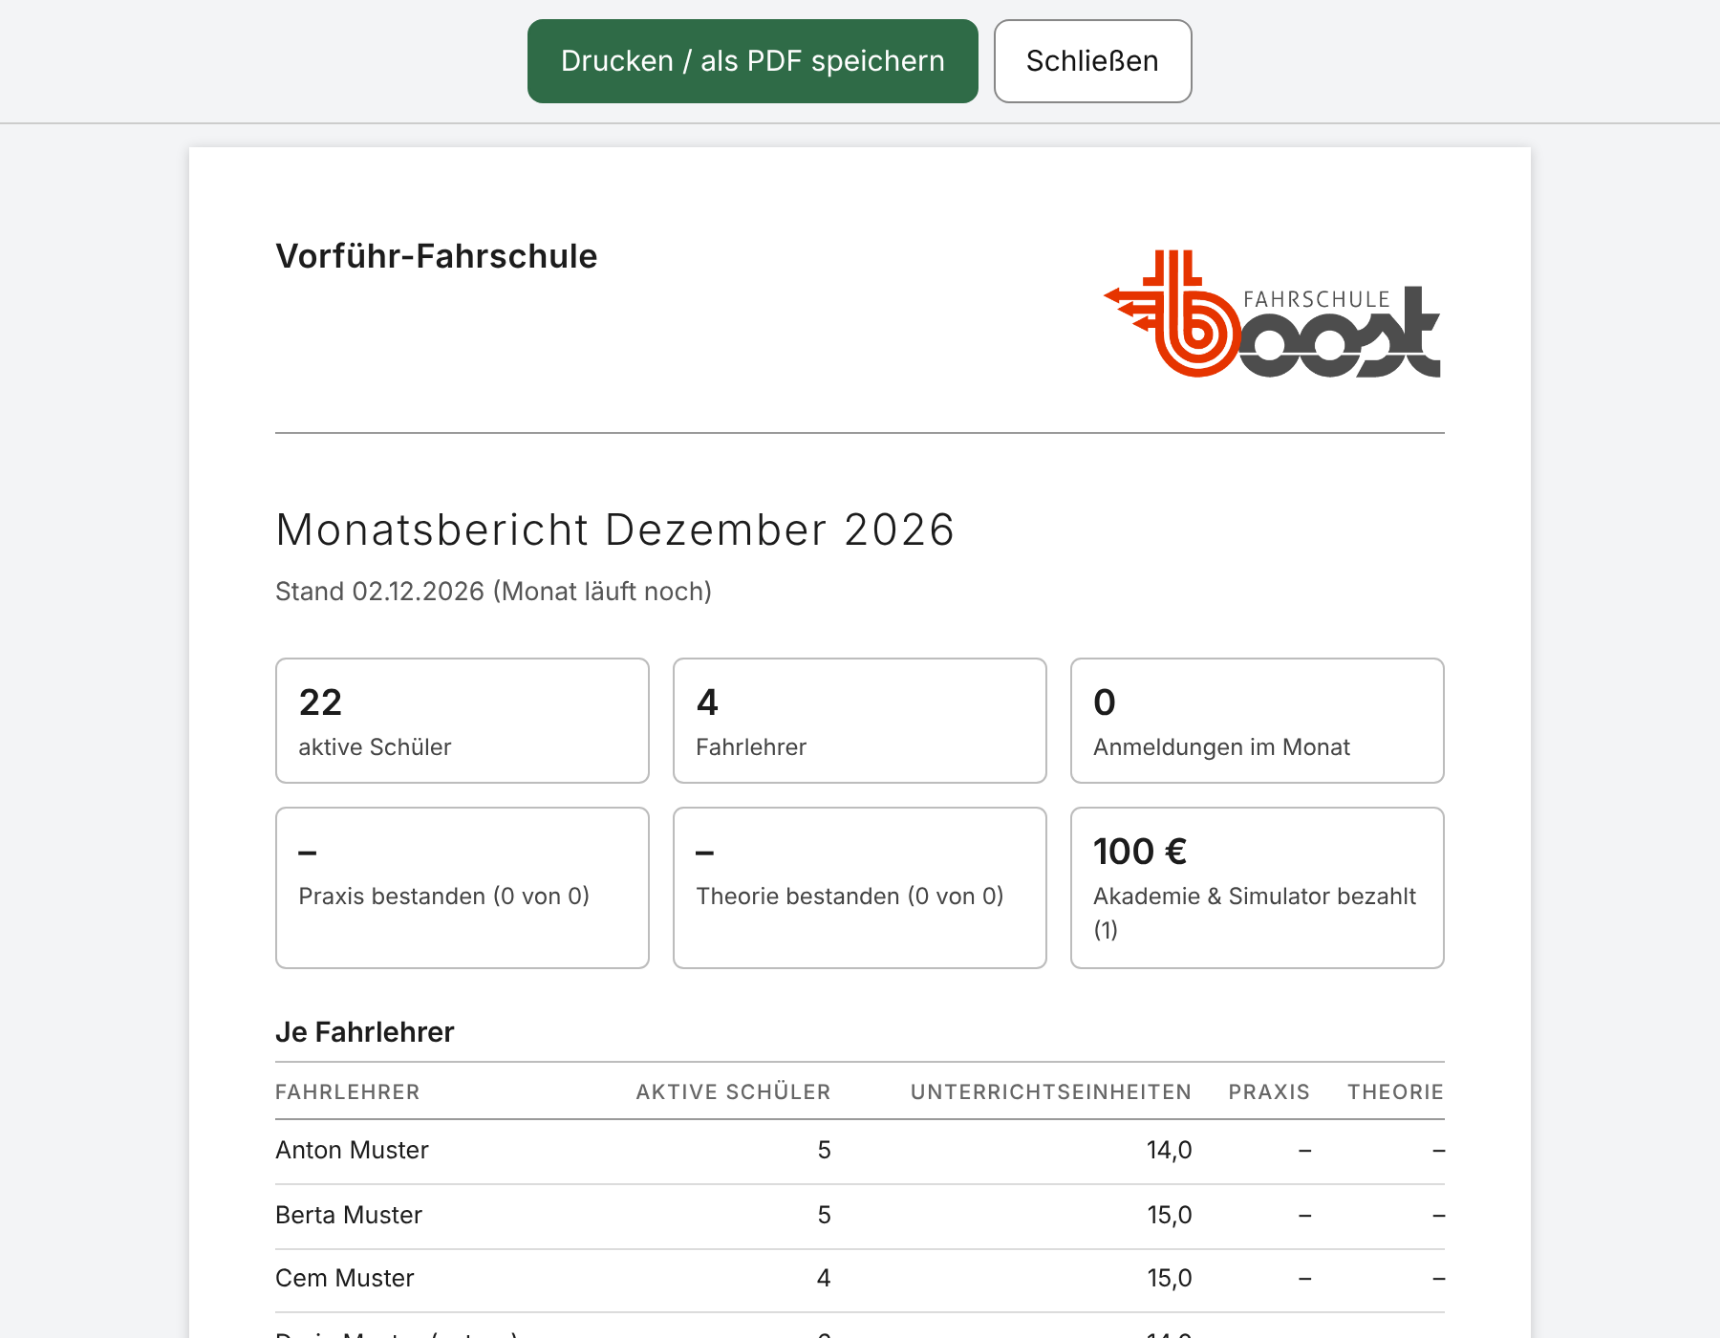 Drucken / als PDF speichern
Schließen
Vorführ-Fahrschule
FAHRSCHULE
boost
Monatsbericht Dezember 2026
Stand 02.12.2026 (Monat läuft noch)
22
aktive Schüler
4
Fahrlehrer
0
Anmeldungen im Monat
–
Praxis bestanden (0 von 0)
–
Theorie bestanden (0 von 0)
100 €
Akademie & Simulator bezahlt
(1)
Je Fahrlehrer
FAHRLEHRER AKTIVE SCHÜLER UNTERRICHTSEINHEITEN PRAXIS THEORIE
Anton Muster 5 14,0 – –
Berta Muster 5 15,0 – –
Cem Muster 4 15,0 – –